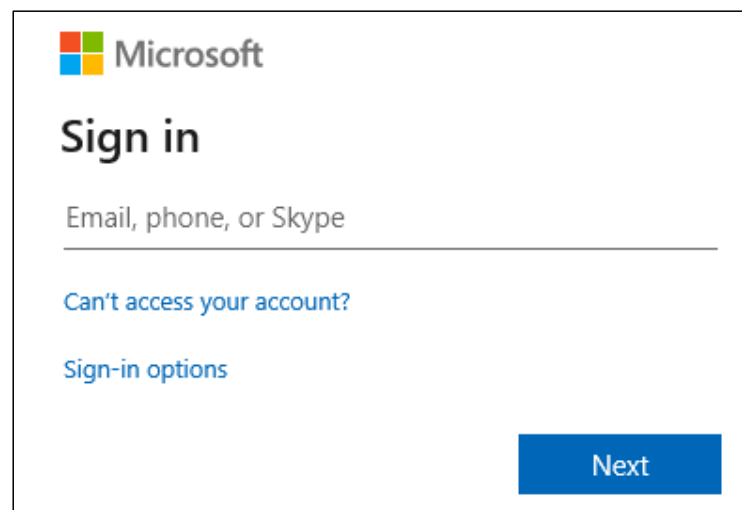 Microsoft
Sign in
Email, phone, or Skype
Can't access your account?
Sign-in options
Next